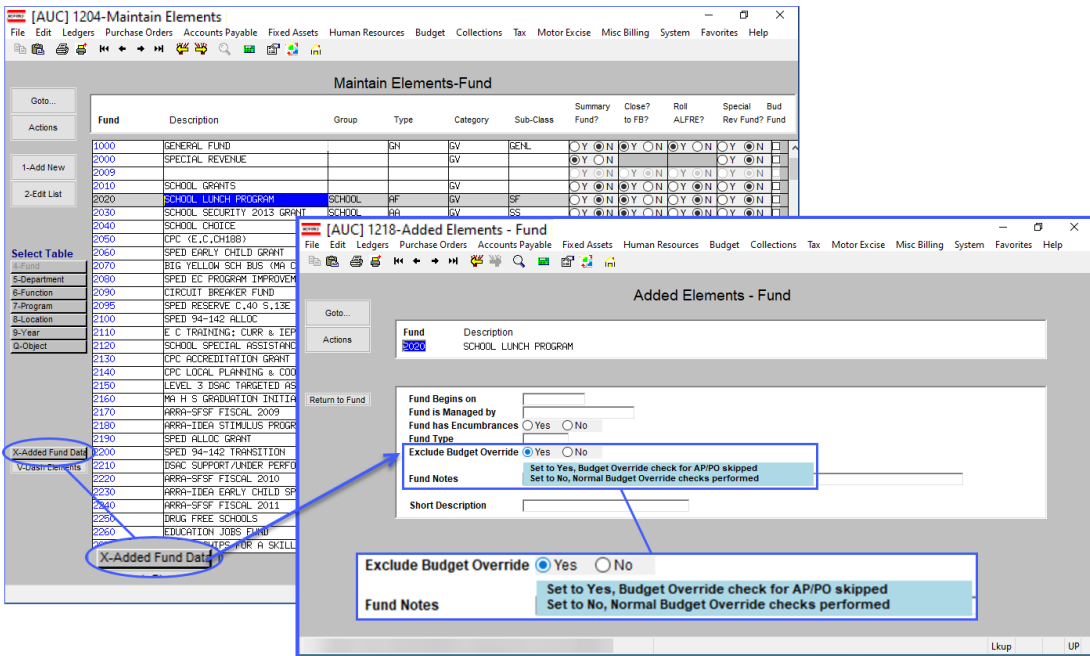 [AUC] 1204-Maintain Elements
File Edit Ledgers Purchase Orders Accounts Payable Fixed Assets Human Resources Budget Collections Tax Motor Excise Misc Billing System Favorites Help
Maintain Elements-Fund
Goto...
Actions
1-Add New
2-Edit List
Select Table
4-Fund
5-Department
6-Function
7-Program
8-Location
9-Year
Q-Object
X-Added Fund Data
V-Dash Elements
Fund Description Group Type Category Sub-Class Summary Fund? Close? to FB? Roll ALFRE? Special Rev Fund? Bud Fund
1000 GENERAL FUND GN GV GENL Y N Y N Y N Y N
2000 SPECIAL REVENUE GV Y N Y N
2009 Y N Y N Y N Y N
2010 SCHOOL GRANTS GV Y N Y N Y N Y N
2020 SCHOOL LUNCH PROGRAM SCHOOL AF GV SF Y N Y N Y N Y N
2030 SCHOOL SECURITY 2013 GRANT SCHOOL AA GV SS Y N Y N Y N Y N
2040 SCHOOL CHOICE
2050 CPC (E.C.CH188)
2060 SPED EARLY CHILD GRANT
2070 BIG YELLOW SCH BUS (MA C
2080 SPED EC PROGRAM IMPROVEM
2090 CIRCUIT BREAKER FUND
2095 SPED RESERVE C.40 S.13E
2100 SPED 94-142 ALLOC
2110 E C TRAINING: CURR & IEP
2120 SCHOOL SPECIAL ASSISTANC
2130 CPC ACCREDITATION GRANT
2140 CPC LOCAL PLANNING & COO
2150 LEVEL 3 DSAC TARGETED AS
2160 MA H S GRADUATION INITIA
2170 ARRA-SFSF FISCAL 2009
2180 ARRA-IDEA STIMULUS PROGR
2190 SPED ALLOC GRANT
2200 SPED 94-142 TRANSITION
2210 DSAC SUPPORT/UNDER PERFO
2220 ARRA-SFSF FISCAL 2010
2230 ARRA-IDEA EARLY CHILD SP
2240 ARRA-SFSF FISCAL 2011
2250 DRUG FREE SCHOOLS
2260 EDUCATION JOBS FUND
FOR A SKILL
X-Added Fund Data
[AUC] 1218-Added Elements - Fund
File Edit Ledgers Purchase Orders Accounts Payable Fixed Assets Human Resources Budget Collections Tax Motor Excise Misc Billing System Favorites Help
Added Elements - Fund
Goto...
Actions
Return to Fund
Fund Description
2020 SCHOOL LUNCH PROGRAM
Fund Begins on
Fund is Managed by
Fund has Encumbrances Yes No
Fund Type
Exclude Budget Override Yes No
Set to Yes, Budget Override check for AP/PO skipped
Set to No, Normal Budget Override checks performed
Fund Notes
Short Description
Exclude Budget Override Yes No
Set to Yes, Budget Override check for AP/PO skipped
Set to No, Normal Budget Override checks performed
Fund Notes
Lkup UP